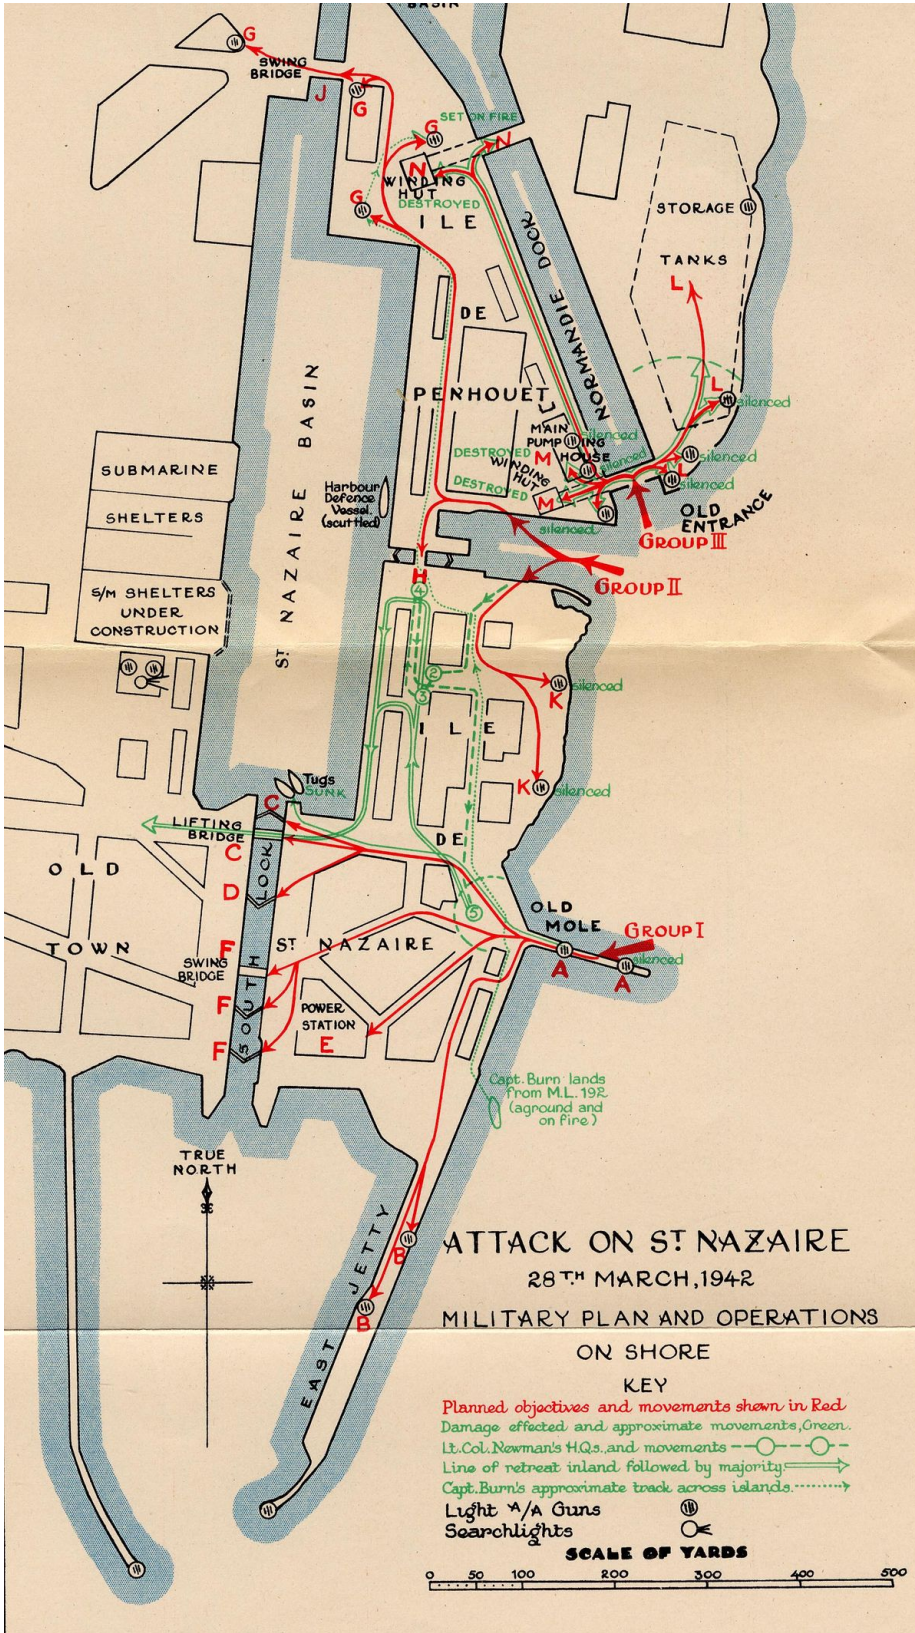 BASIN
G
SWING
BRIDGE
J
G
SET ON FIRE
G
N
N
WINDING
HUT
DESTROYED
G
ILE
STORAGE
TANKS
L
NORMANDIE DOCK
DE
PENHOUET
L
silenced
MAIN
PUMPING
HOUSE
silenced
DESTROYED
M
silenced
WINDING
HUT
DESTROYED
M
silenced
silenced
L
silenced
OLD
ENTRANCE
GROUP III
GROUP II
SUBMARINE
SHELTERS
S/M SHELTERS
UNDER
CONSTRUCTION
ST NAZAIRE BASIN
Harbour
Defence
Vessel.
(scuttled)
H
4
2
3
ILE
K
silenced
K
silenced
Tugs
SUNK
C
LIFTING
BRIDGE
C
DE
OLD
D
LOCK
5
OLD
MOLE
GROUP I
TOWN
F
ST NAZAIRE
SWING
BRIDGE
A
silenced
A
F
SOUTH
POWER
STATION
E
F
Capt. Burn lands
from M.L. 192
(aground and
on fire)
TRUE
NORTH
EAST JETTY
B
B
ATTACK ON ST NAZAIRE
28TH MARCH, 1942
MILITARY PLAN AND OPERATIONS
ON SHORE
KEY
Planned objectives and movements shewn in Red
Damage effected and approximate movements, Green.
Lt. Col. Newman's H.Qs., and movements
Line of retreat inland followed by majority.
Capt. Burn's approximate track across islands.
Light A/A Guns
Searchlights
SCALE OF YARDS
0 50 100 200 300 400 500